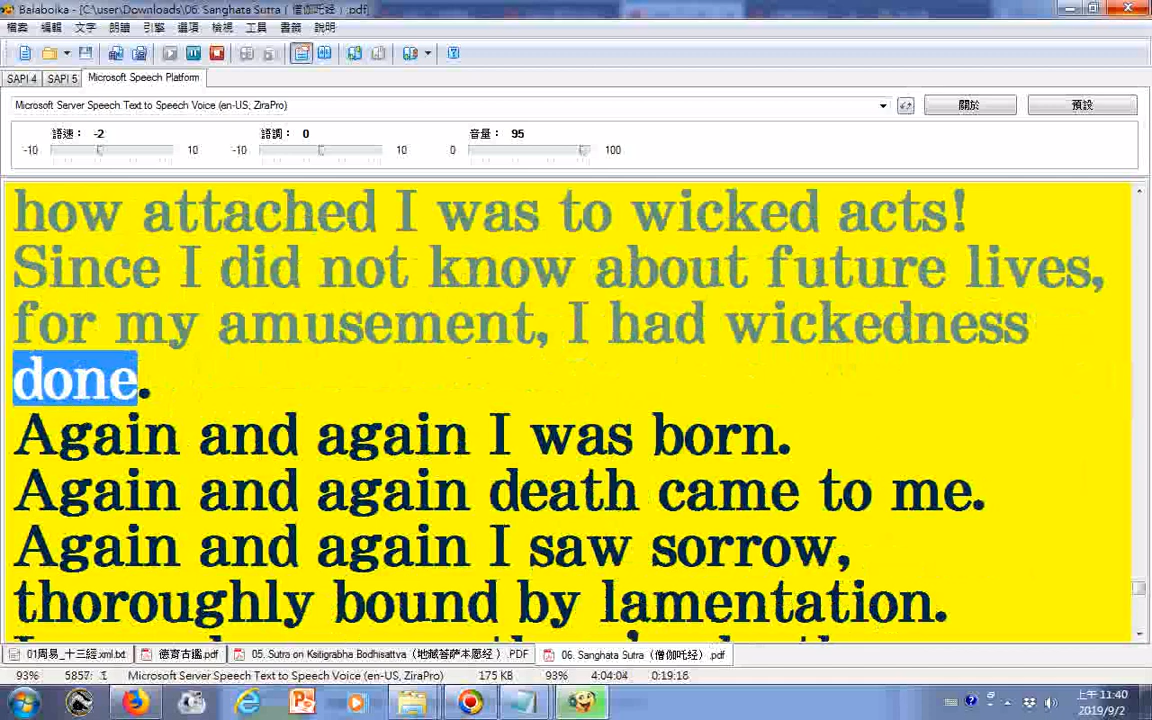 Balabolka - [C:\user\Downloads\06. Sanghata Sutra（僧伽吒经）.pdf]
檔案 編輯 文字 朗讀 引擎 選項 檢視 工具 書籤 說明
SAPI 4 SAPI 5 Microsoft Speech Platform
Microsoft Server Speech Text to Speech Voice (en-US, ZiraPro) 關於 預設
語速： -2 語調： 0 音量： 95
-10 10 -10 10 0 100
how attached I was to wicked acts!
Since I did not know about future lives,
for my amusement, I had wickedness
done.
Again and again I was born.
Again and again death came to me.
Again and again I saw sorrow,
thoroughly bound by lamentation.
01周易_十三經.xml.txt 德育古鑑.pdf 05. Sutra on Ksitigrabha Bodhisattva（地藏菩萨本愿经）.PDF 06. Sanghata Sutra（僧伽吒经）.pdf
93% 5857: 1 Microsoft Server Speech Text to Speech Voice (en-US, ZiraPro) 175 KB 93% 4:04:04 0:19:18
上午 11:40
2019/9/2